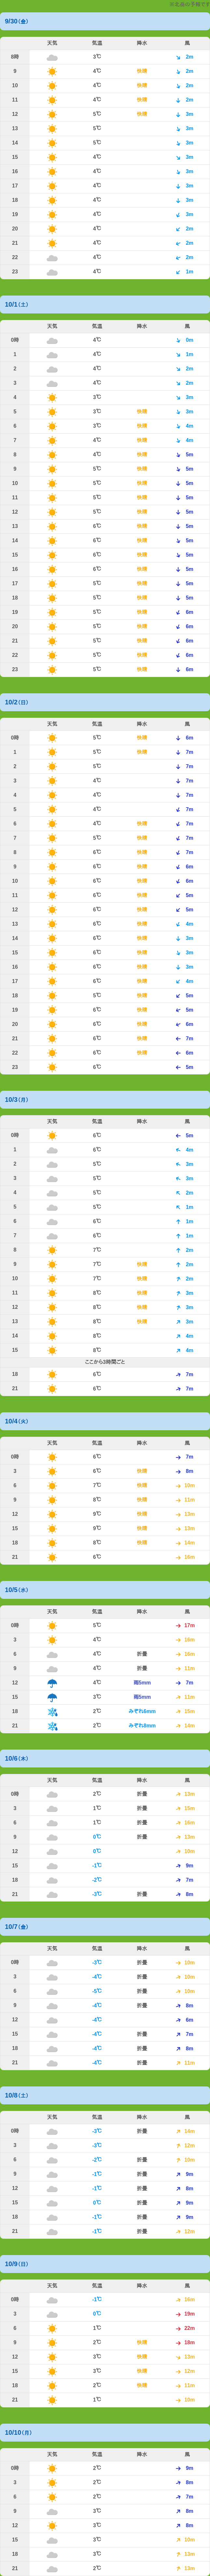 9/30(金)
天気 気温 降水 風
8時 3℃ 2m
9 4℃ 快晴 2m
10 4℃ 快晴 2m
11 4℃ 快晴 2m
12 5℃ 快晴 3m
13 5℃ 3m
14 5℃ 3m
15 4℃ 3m
16 4℃ 3m
17 4℃ 3m
18 4℃ 3m
19 4℃ 3m
20 4℃ 2m
21 4℃ 2m
22 4℃ 2m
23 4℃ 1m
10/1(土)
天気 気温 降水 風
0時 4℃ 0m
1 4℃ 1m
2 4℃ 2m
3 4℃ 2m
4 3℃ 3m
5 3℃ 快晴 3m
6 3℃ 快晴 4m
7 4℃ 快晴 4m
8 4℃ 快晴 5m
9 5℃ 快晴 5m
10 5℃ 快晴 5m
11 5℃ 快晴 5m
12 5℃ 快晴 5m
13 6℃ 快晴 5m
14 6℃ 快晴 5m
15 6℃ 快晴 5m
16 6℃ 快晴 5m
17 5℃ 快晴 5m
18 5℃ 快晴 5m
19 5℃ 快晴 6m
20 5℃ 快晴 6m
21 5℃ 快晴 6m
22 5℃ 快晴 6m
23 5℃ 快晴 6m
10/2(日)
天気 気温 降水 風
0時 5℃ 快晴 6m
1 5℃ 快晴 7m
2 5℃ 7m
3 4℃ 7m
4 4℃ 7m
5 4℃ 7m
6 4℃ 快晴 7m
7 5℃ 快晴 7m
8 6℃ 快晴 7m
9 6℃ 快晴 6m
10 6℃ 快晴 6m
11 6℃ 快晴 5m
12 6℃ 快晴 5m
13 6℃ 快晴 4m
14 6℃ 快晴 3m
15 6℃ 快晴 3m
16 6℃ 快晴 3m
17 6℃ 快晴 4m
18 5℃ 快晴 5m
19 6℃ 快晴 5m
20 6℃ 快晴 6m
21 6℃ 快晴 7m
22 6℃ 快晴 6m
23 6℃ 快晴 5m
10/3(月)
天気 気温 降水 風
0時 6℃ 5m
1 6℃ 4m
2 5℃ 3m
3 5℃ 3m
4 5℃ 2m
5 5℃ 1m
6 6℃ 1m
7 6℃ 1m
8 7℃ 2m
9 7℃ 快晴 2m
10 7℃ 快晴 2m
11 8℃ 快晴 3m
12 8℃ 快晴 3m
13 8℃ 快晴 3m
14 8℃ 4m
15 8℃ 4m
ここから3時間ごと
18 6℃ 7m
21 6℃ 7m
10/4(火)
天気 気温 降水 風
0時 6℃ 7m
3 6℃ 快晴 8m
6 7℃ 快晴 10m
9 8℃ 快晴 11m
12 9℃ 快晴 13m
15 9℃ 快晴 13m
18 8℃ 快晴 14m
21 6℃ 16m
10/5(水)
天気 気温 降水 風
0時 5℃ 17m
3 4℃ 16m
6 4℃ 折畳 16m
9 4℃ 折畳 11m
12 4℃ 雨5mm 7m
15 3℃ 雨5mm 11m
18 2℃ みぞれ6mm 15m
21 2℃ みぞれ8mm 14m
10/6(木)
天気 気温 降水 風
0時 2℃ 折畳 13m
3 1℃ 折畳 15m
6 1℃ 折畳 16m
9 0℃ 折畳 13m
12 0℃ 10m
15 -1℃ 9m
18 -2℃ 7m
21 -3℃ 折畳 8m
10/7(金)
天気 気温 降水 風
0時 -3℃ 折畳 10m
3 -4℃ 折畳 10m
6 -5℃ 折畳 10m
9 -4℃ 折畳 8m
12 -4℃ 6m
15 -4℃ 折畳 7m
18 -4℃ 折畳 8m
21 -4℃ 折畳 11m
10/8(土)
天気 気温 降水 風
0時 -3℃ 折畳 14m
3 -3℃ 12m
6 -2℃ 折畳 10m
9 -1℃ 折畳 9m
12 -1℃ 折畳 8m
15 0℃ 折畳 9m
18 -1℃ 折畳 9m
21 -1℃ 折畳 12m
10/9(日)
天気 気温 降水 風
0時 -1℃ 16m
3 0℃ 19m
6 1℃ 22m
9 2℃ 快晴 18m
12 3℃ 快晴 13m
15 3℃ 快晴 12m
18 2℃ 快晴 11m
21 1℃ 10m
10/10(月)
天気 気温 降水 風
0時 2℃ 9m
3 2℃ 8m
6 2℃ 7m
9 3℃ 8m
12 3℃ 8m
15 3℃ 10m
18 3℃ 13m
21 2℃ 13m